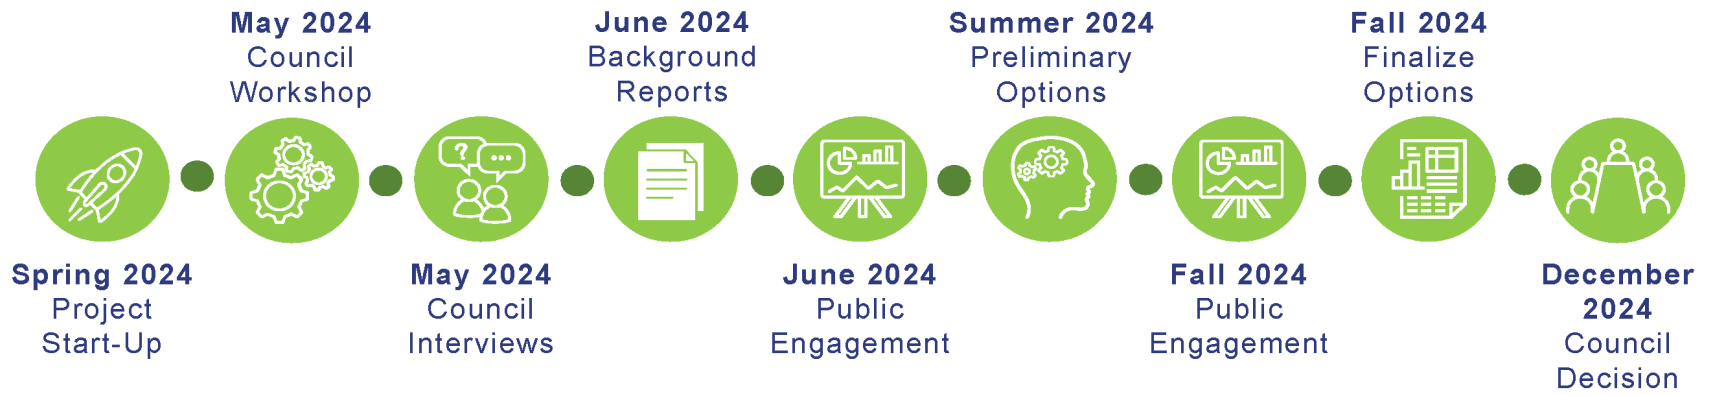 Spring 2024
Project
Start-Up
May 2024
Council
Workshop
May 2024
Council
Interviews
June 2024
Background
Reports
June 2024
Public
Engagement
Summer 2024
Preliminary
Options
Fall 2024
Public
Engagement
Fall 2024
Finalize
Options
December
2024
Council
Decision
?